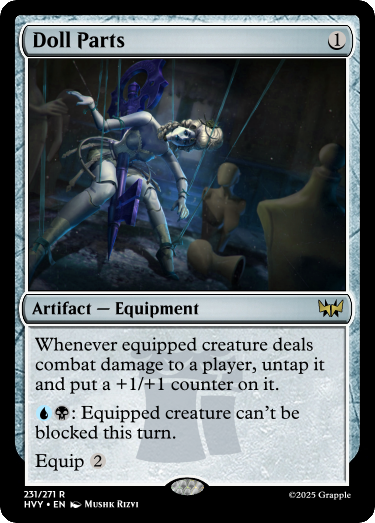 Doll Parts 1
Artifact — Equipment
Whenever equipped creature deals
combat damage to a player, untap it
and put a +1/+1 counter on it.
: Equipped creature can't be
blocked this turn.
Equip 2
231/271 R
HVY • EN Mushk Rizvi
©2025 Grapple